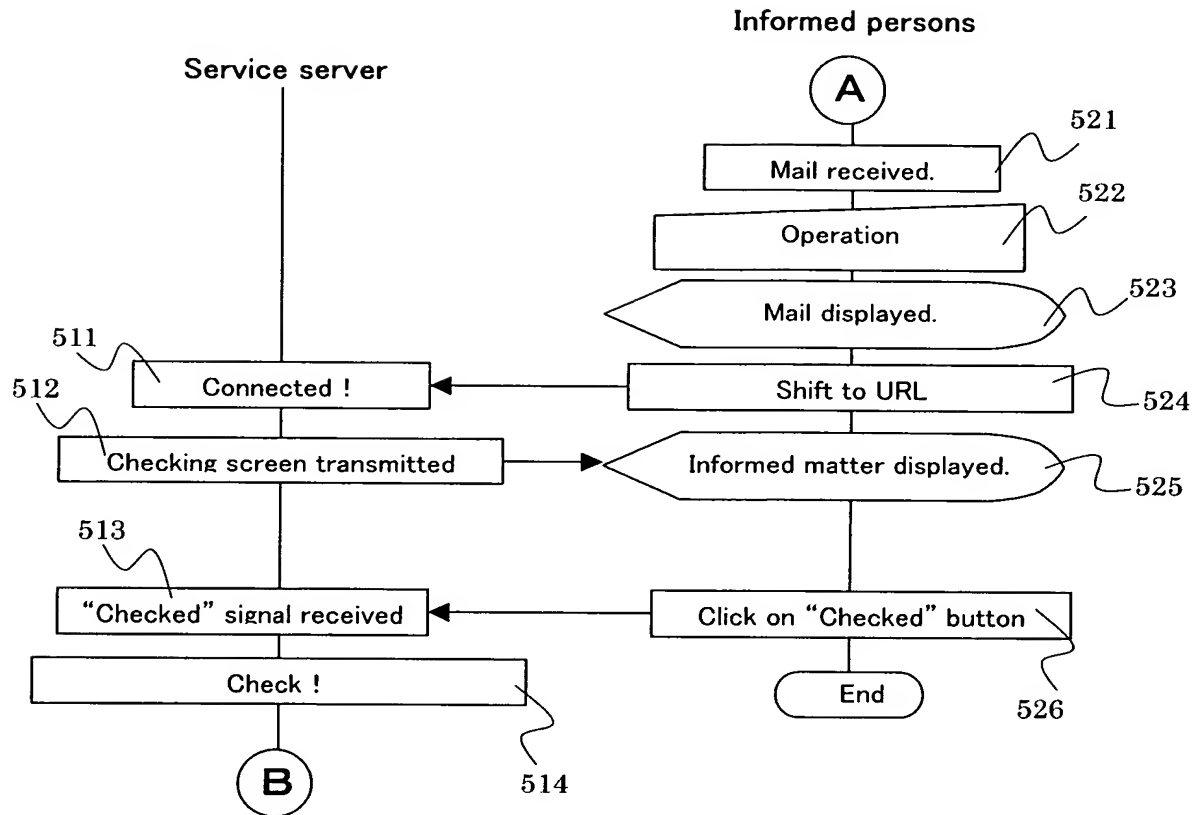 Informed persons
Service server
A
521
Mail received.
522
Operation
523
Mail displayed.
511
Connected !
Shift to URL
524
512
Checking screen transmitted
Informed matter displayed.
525
513
“Checked” signal received
Click on “Checked” button
526
Check !
End
514
B